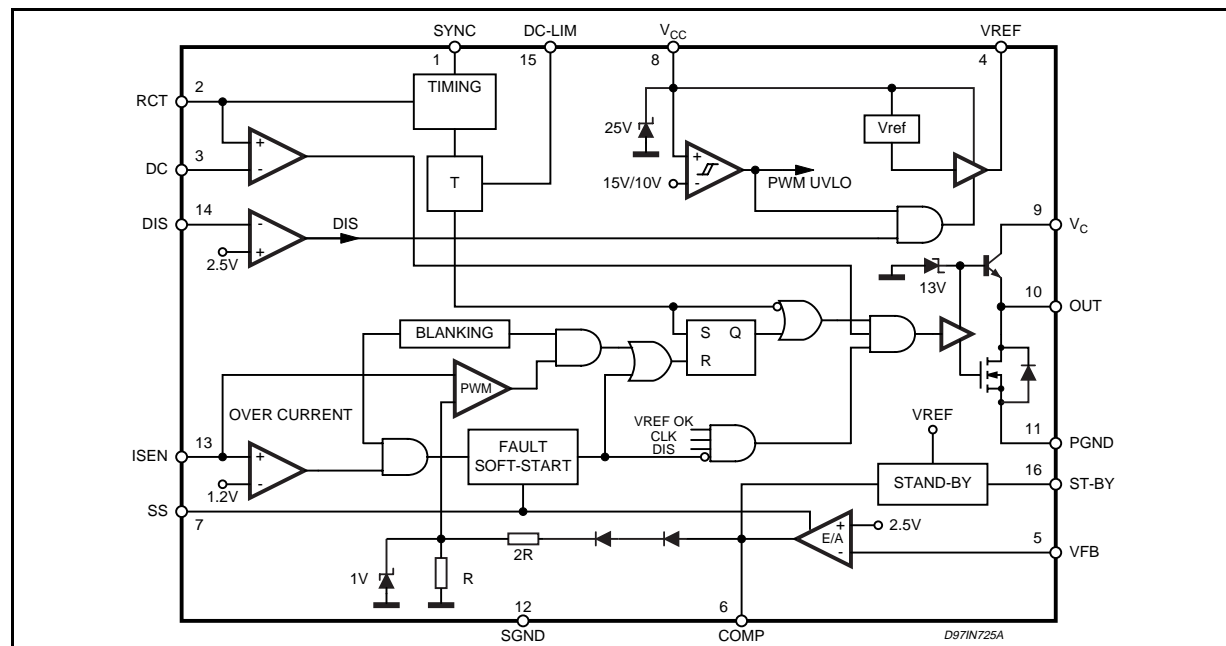 SYNC DC-LIM VCC VREF
1 15 8 4
2
RCT
TIMING
25V
Vref
3
DC
+
-
T
+
-
15V/10V
PWM UVLO
14
DIS
-
+
2.5V
DIS
9
VC
13V
10
OUT
BLANKING
S Q
R
PWM
OVER CURRENT
VREF OK
CLK
DIS
VREF
11
PGND
13
ISEN
+
-
1.2V
FAULT
SOFT-START
STAND-BY
16
ST-BY
SS
7
+
-
E/A
2.5V
5
VFB
2R
1V
R
12
SGND
6
COMP
D97IN725A